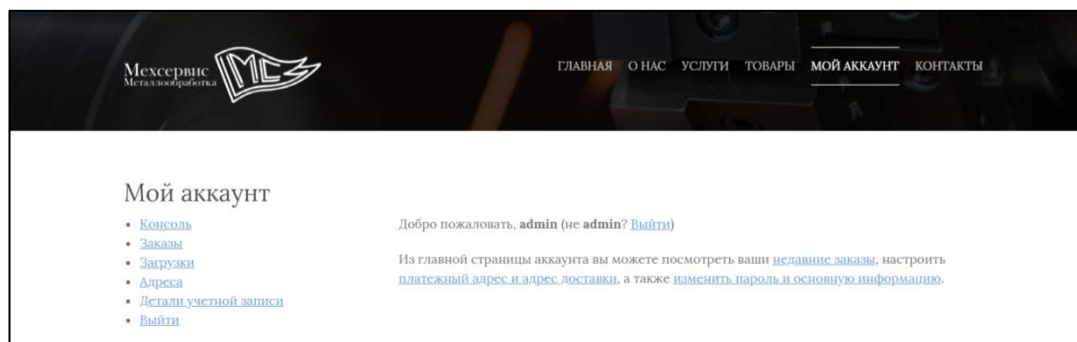 Мехсервис
Металлообработка
МС
ГЛАВНАЯ О НАС УСЛУГИ ТОВАРЫ МОЙ АККАУНТ КОНТАКТЫ
Мой аккаунт
Консоль
Заказы
Загрузки
Адреса
Детали учетной записи
Выйти
Добро пожаловать, admin (не admin? Выйти)
Из главной страницы аккаунта вы можете посмотреть ваши недавние заказы, настроить
платежный адрес и адрес доставки, а также изменить пароль и основную информацию.